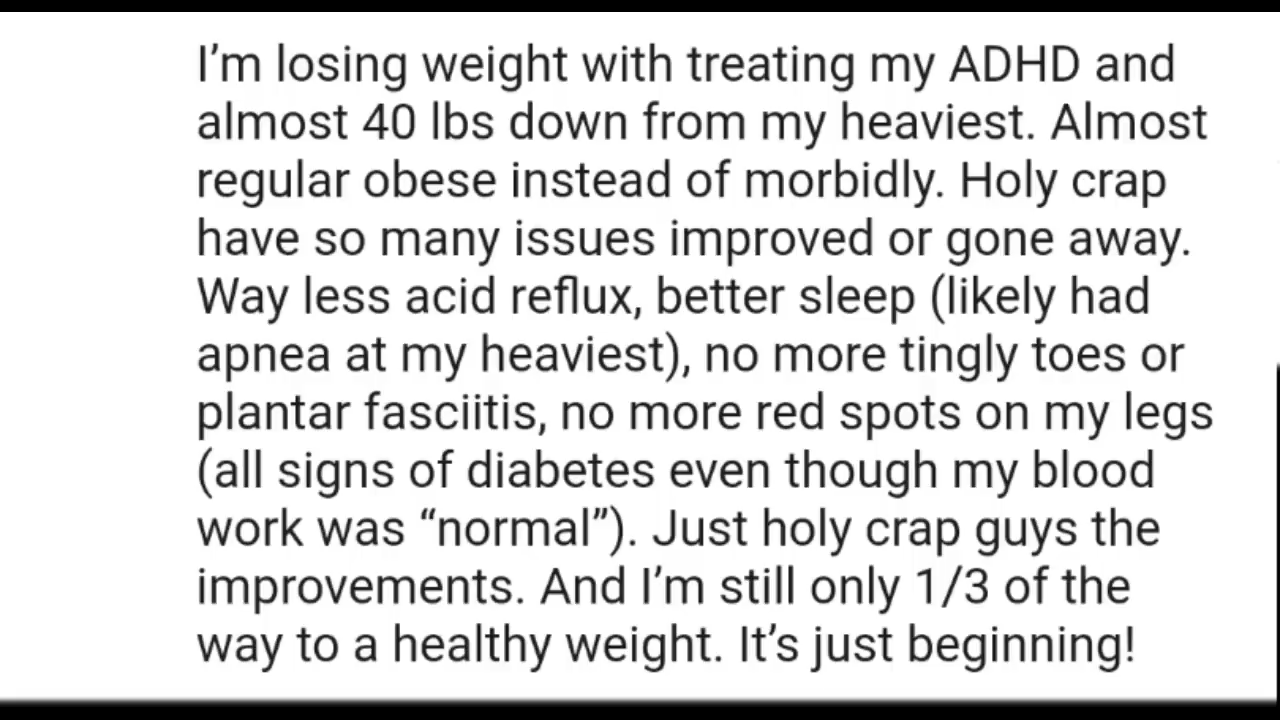 I’m losing weight with treating my ADHD and
almost 40 lbs down from my heaviest. Almost
regular obese instead of morbidly. Holy crap
have so many issues improved or gone away.
Way less acid reflux, better sleep (likely had
apnea at my heaviest), no more tingly toes or
plantar fasciitis, no more red spots on my legs
(all signs of diabetes even though my blood
work was “normal”). Just holy crap guys the
improvements. And I’m still only 1/3 of the
way to a healthy weight. It’s just beginning!